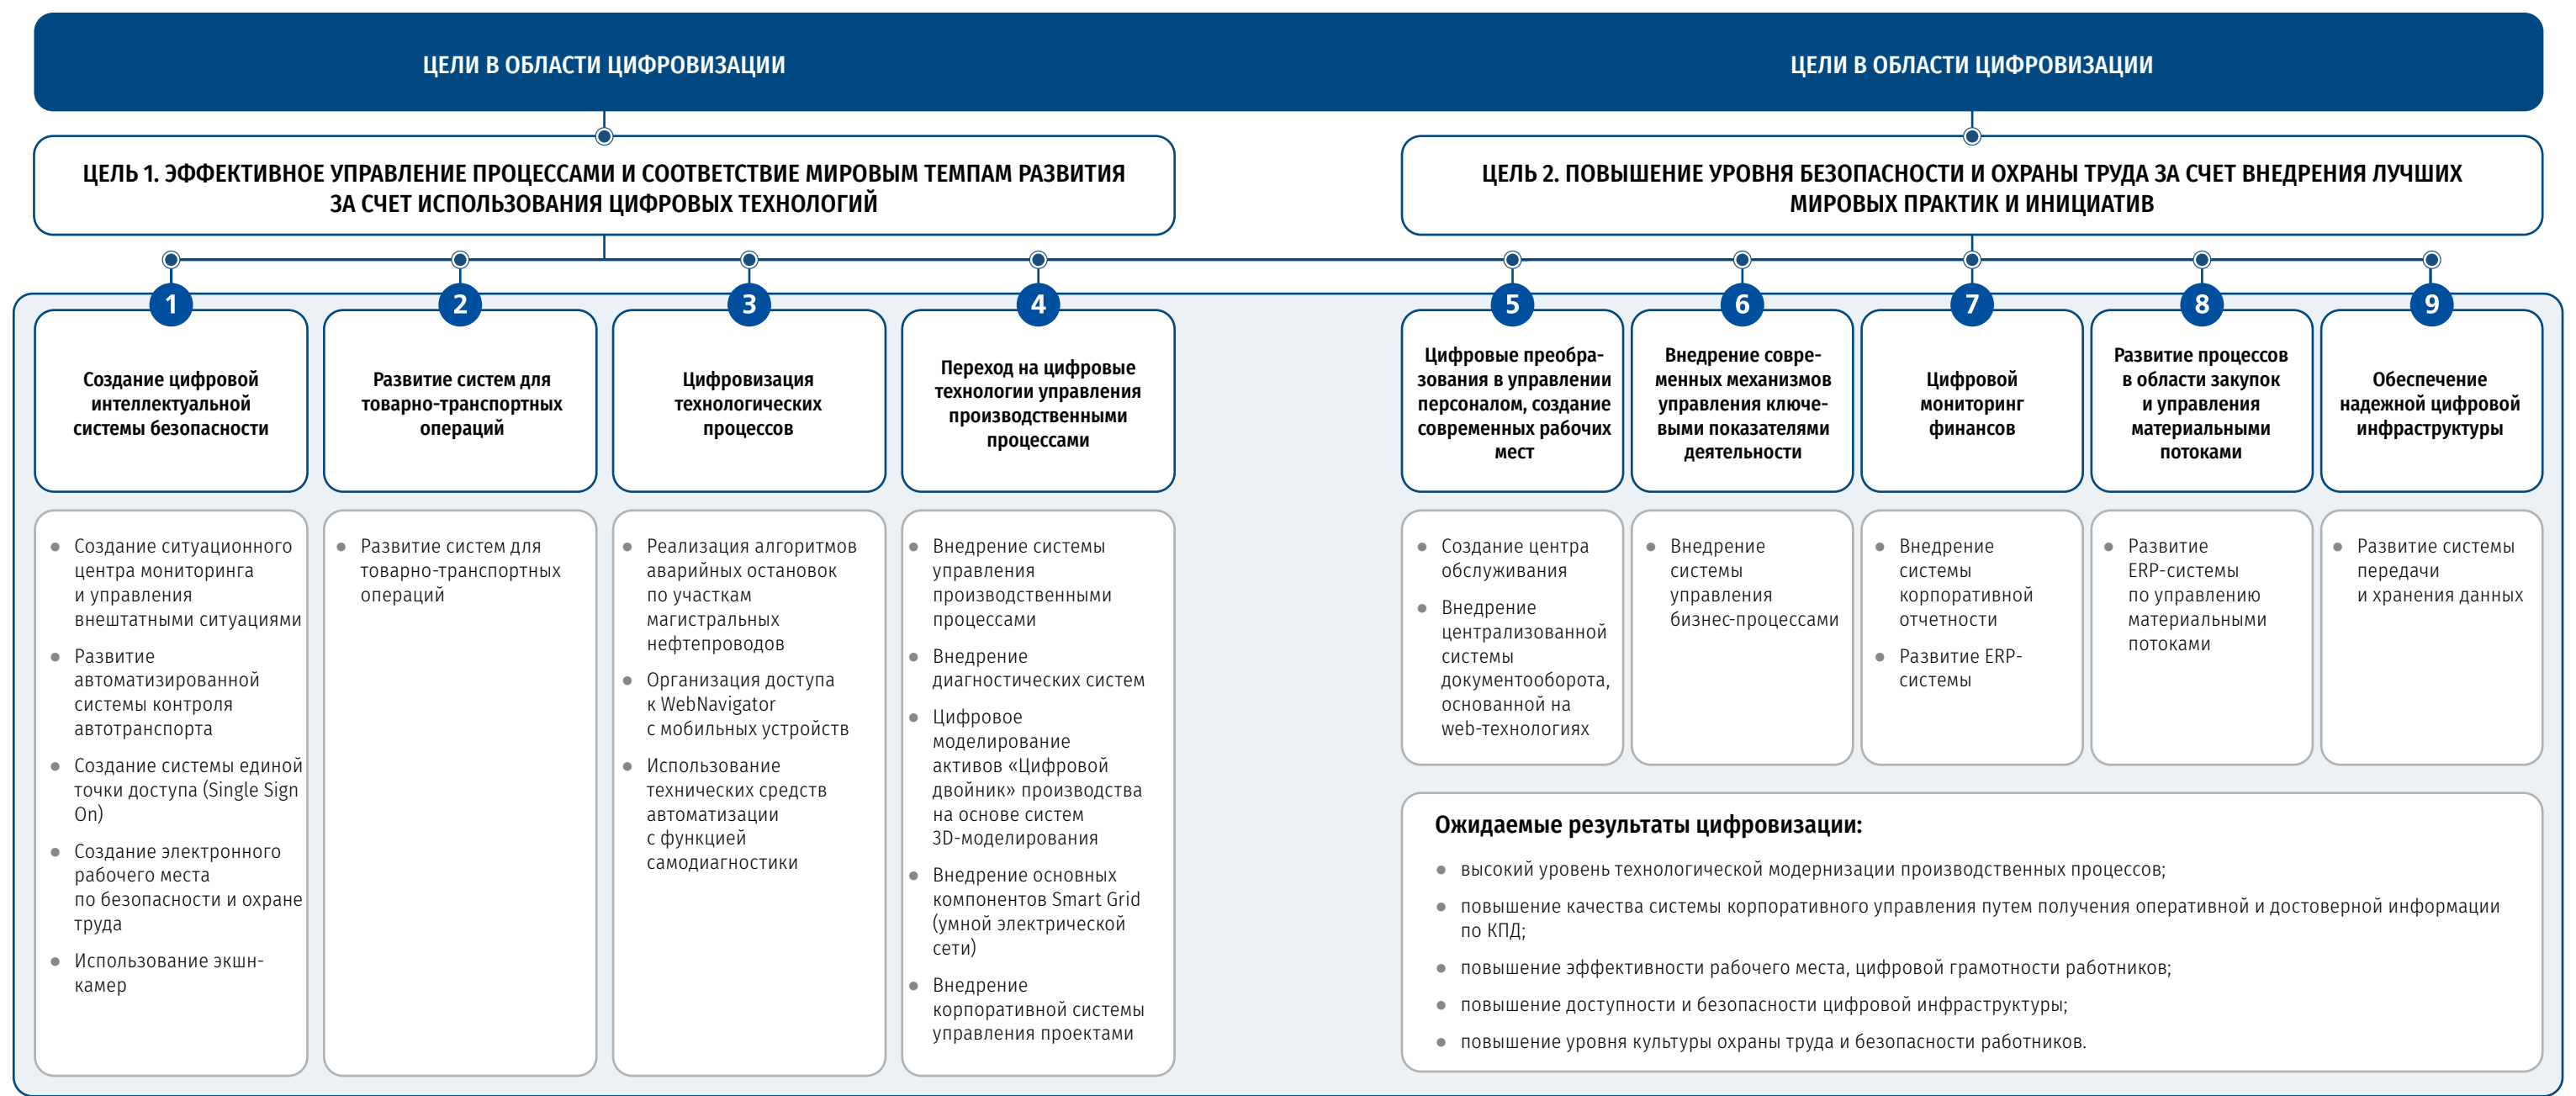 ЦЕЛИ В ОБЛАСТИ ЦИФРОВИЗАЦИИ
ЦЕЛИ В ОБЛАСТИ ЦИФРОВИЗАЦИИ
ЦЕЛЬ 1. ЭФФЕКТИВНОЕ УПРАВЛЕНИЕ ПРОЦЕССАМИ И СООТВЕТСТВИЕ МИРОВЫМ ТЕМПАМ РАЗВИТИЯ
ЗА СЧЕТ ИСПОЛЬЗОВАНИЯ ЦИФРОВЫХ ТЕХНОЛОГИЙ
ЦЕЛЬ 2. ПОВЫШЕНИЕ УРОВНЯ БЕЗОПАСНОСТИ И ОХРАНЫ ТРУДА ЗА СЧЕТ ВНЕДРЕНИЯ ЛУЧШИХ
МИРОВЫХ ПРАКТИК И ИНИЦИАТИВ
1
Создание цифровой
интеллектуальной
системы безопасности
2
Развитие систем для
товарно-транспортных
операций
3
Цифровизация
технологических
процессов
4
Переход на цифровые
технологии управления
производственными
процессами
5
Цифровые преобра-
зования в управлении
персоналом, создание
современных рабочих
мест
6
Внедрение совре-
менных механизмов
управления ключе-
выми показателями
деятельности
7
Цифровой
мониторинг
финансов
8
Развитие процессов
в области закупок
и управления
материальными
потоками
9
Обеспечение
надежной цифровой
инфраструктуры
● Создание ситуационного
центра мониторинга
и управления
внештатными ситуациями
● Развитие
автоматизированной
системы контроля
автотранспорта
● Создание системы единой
точки доступа (Single Sign
On)
● Создание электронного
рабочего места
по безопасности и охране
труда
● Использование экшн-
камер
● Развитие систем для
товарно-транспортных
операций
● Реализация алгоритмов
аварийных остановок
по участкам
магистральных
нефтепроводов
● Организация доступа
к WebNavigator
с мобильных устройств
● Использование
технических средств
автоматизации
с функцией
самодиагностики
● Внедрение системы
управления
производственными
процессами
● Внедрение
диагностических систем
● Цифровое
моделирование
активов «Цифровой
двойник» производства
на основе систем
3D-моделирования
● Внедрение основных
компонентов Smart Grid
(умной электрической
сети)
● Внедрение
корпоративной системы
управления проектами
● Создание центра
обслуживания
● Внедрение
централизованной
системы
документооборота,
основанной на
web-технологиях
● Внедрение
системы
управления
бизнес-процессами
● Внедрение
системы
корпоративной
отчетности
● Развитие ERP-
системы
● Развитие
ERP-системы
по управлению
материальными
потоками
● Развитие системы
передачи
и хранения данных
Ожидаемые результаты цифровизации:
● высокий уровень технологической модернизации производственных процессов;
● повышение качества системы корпоративного управления путем получения оперативной и достоверной информации
по КПД;
● повышение эффективности рабочего места, цифровой грамотности работников;
● повышение доступности и безопасности цифровой инфраструктуры;
● повышение уровня культуры охраны труда и безопасности работников.